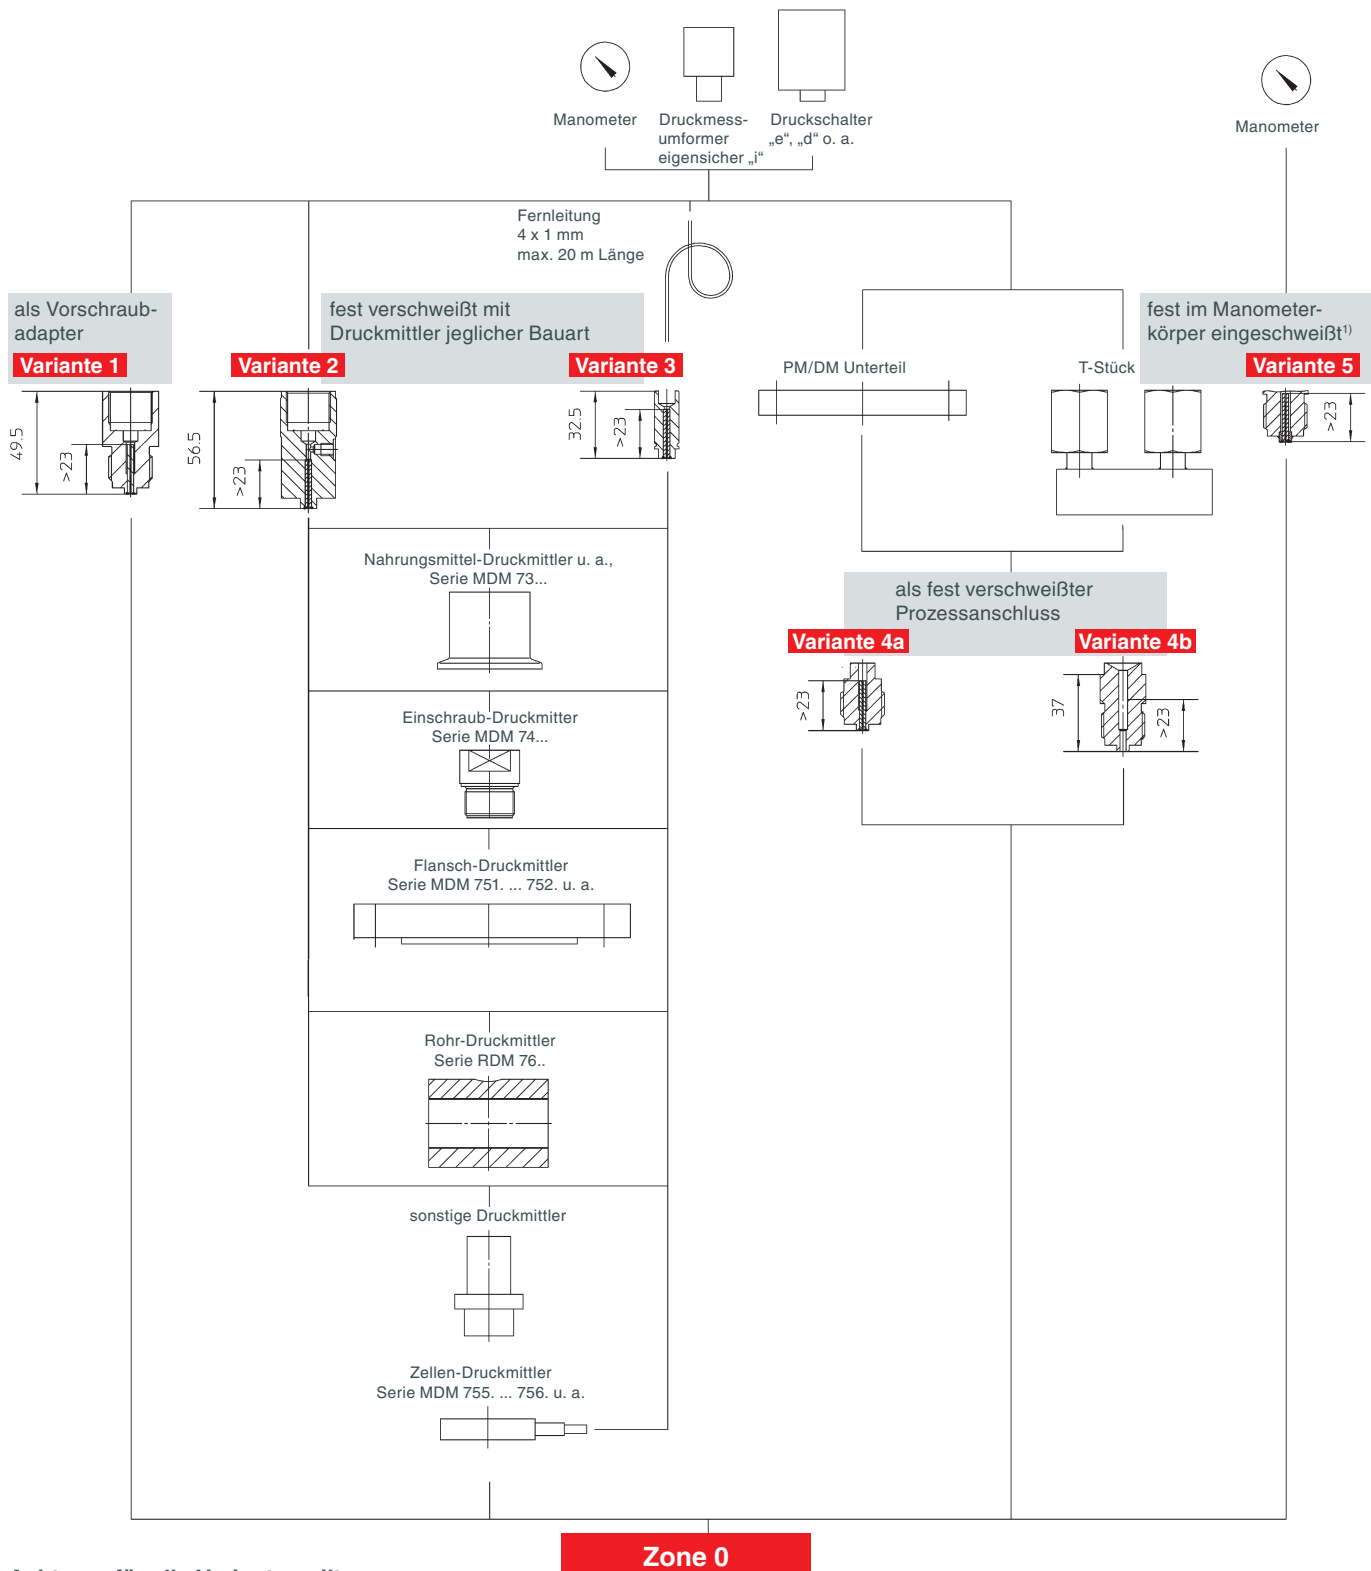 Manometer
Druckmess-
umformer
eigensicher „i“
Druckschalter
„e“, „d“ o. a.
Manometer
Fernleitung
4 x 1 mm
max. 20 m Länge
als Vorschraub-
adapter
Variante 1
fest verschweißt mit
Druckmittler jeglicher Bauart
Variante 2
Variante 3
fest im Manometer-
körper eingeschweißt¹⁾
Variante 5
PM/DM Unterteil
T-Stück
49.5
>23
56.5
>23
32.5
>23
>23
Nahrungsmittel-Druckmittler u. a.,
Serie MDM 73...
als fest verschweißter
Prozessanschluss
Variante 4a
Variante 4b
>23
37
>23
Einschraub-Druckmitter
Serie MDM 74...
Flansch-Druckmittler
Serie MDM 751. ... 752. u. a.
Rohr-Druckmittler
Serie RDM 76..
sonstige Druckmittler
Zellen-Druckmittler
Serie MDM 755. ... 756. u. a.
Zone 0